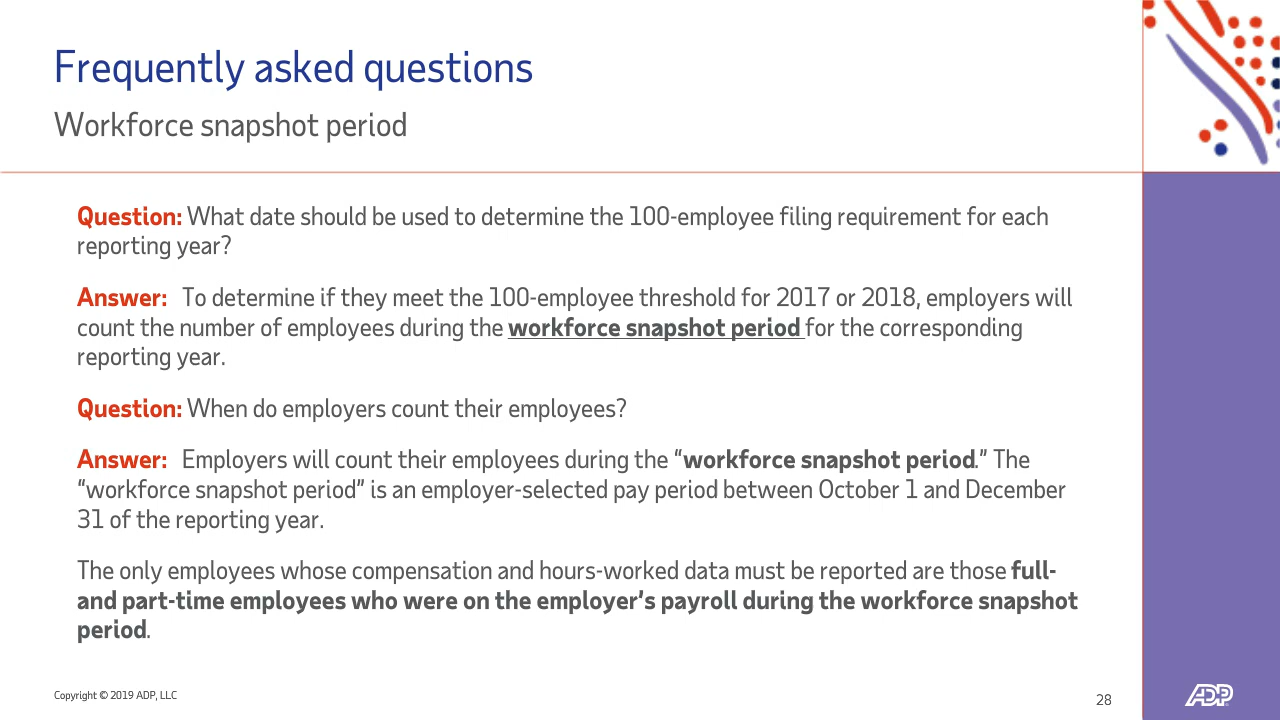 Frequently asked questions
Workforce snapshot period
Question: What date should be used to determine the 100-employee filing requirement for each
reporting year?
Answer: To determine if they meet the 100-employee threshold for 2017 or 2018, employers will
count the number of employees during the workforce snapshot period for the corresponding
reporting year.
Question: When do employers count their employees?
Answer: Employers will count their employees during the “workforce snapshot period.” The
“workforce snapshot period” is an employer-selected pay period between October 1 and December
31 of the reporting year.
The only employees whose compensation and hours-worked data must be reported are those full-
and part-time employees who were on the employer’s payroll during the workforce snapshot
period.
Copyright © 2019 ADP, LLC
28
ADP